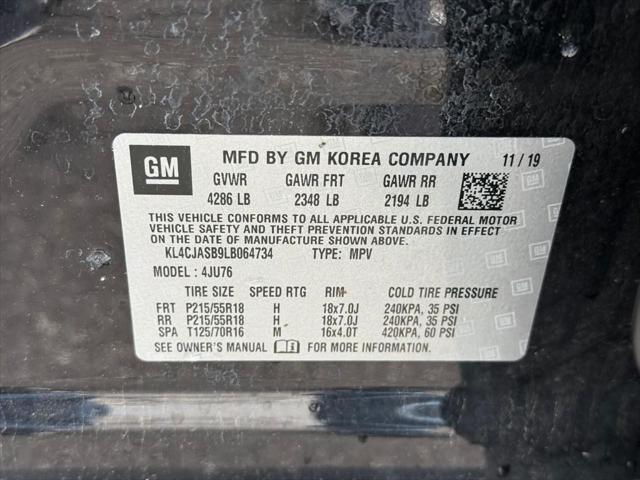 GM MFD BY GM KOREA COMPANY 11 / 19
GVWR GAWR FRT GAWR RR
4286 LB 2348 LB 2194 LB
THIS VEHICLE CONFORMS TO ALL APPLICABLE U.S. FEDERAL MOTOR
VEHICLE SAFETY AND THEFT PREVENTION STANDARDS IN EFFECT
ON THE DATE OF MANUFACTURE SHOWN ABOVE.
KL4CJASB9LB064734 TYPE: MPV
MODEL : 4JU76
TIRE SIZE SPEED RTG RIM COLD TIRE PRESSURE
FRT P215/55R18 H 18x7.0J 240KPA, 35 PSI
RR P215/55R18 H 18x7.0J 240KPA, 35 PSI
SPA T125/70R16 M 16x4.0T 420KPA, 60 PSI
SEE OWNER'S MANUAL FOR MORE INFORMATION.